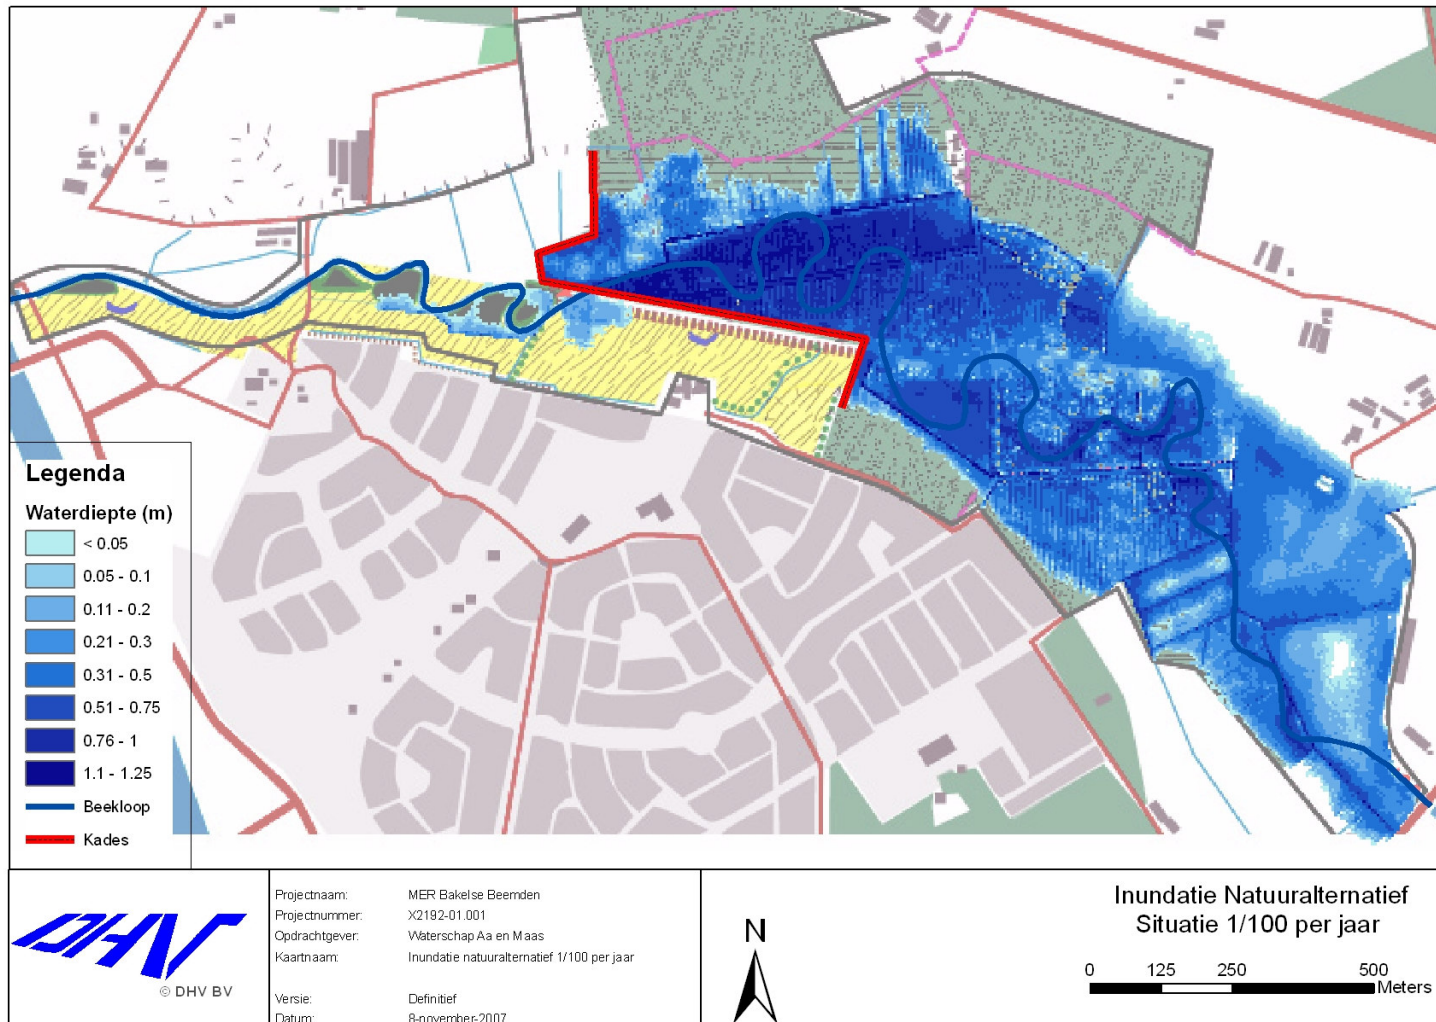 Legenda
Waterdiepte (m)
< 0.05
0.05 - 0.1
0.11 - 0.2
0.21 - 0.3
0.31 - 0.5
0.51 - 0.75
0.76 - 1
1.1 - 1.25
Beekloop
Kades
DHV
© DHV BV
Projectnaam: MER Bakelse Beemden
Projectnummer: X2192-01.001
Opdrachtgever: Waterschap Aa en Maas
Kaartnaam: Inundatie natuuralternatief 1/100 per jaar
Versie: Definitief
Datum: 8-november-2007
N
Inundatie Natuuralternatief
Situatie 1/100 per jaar
0 125 250 500
Meters